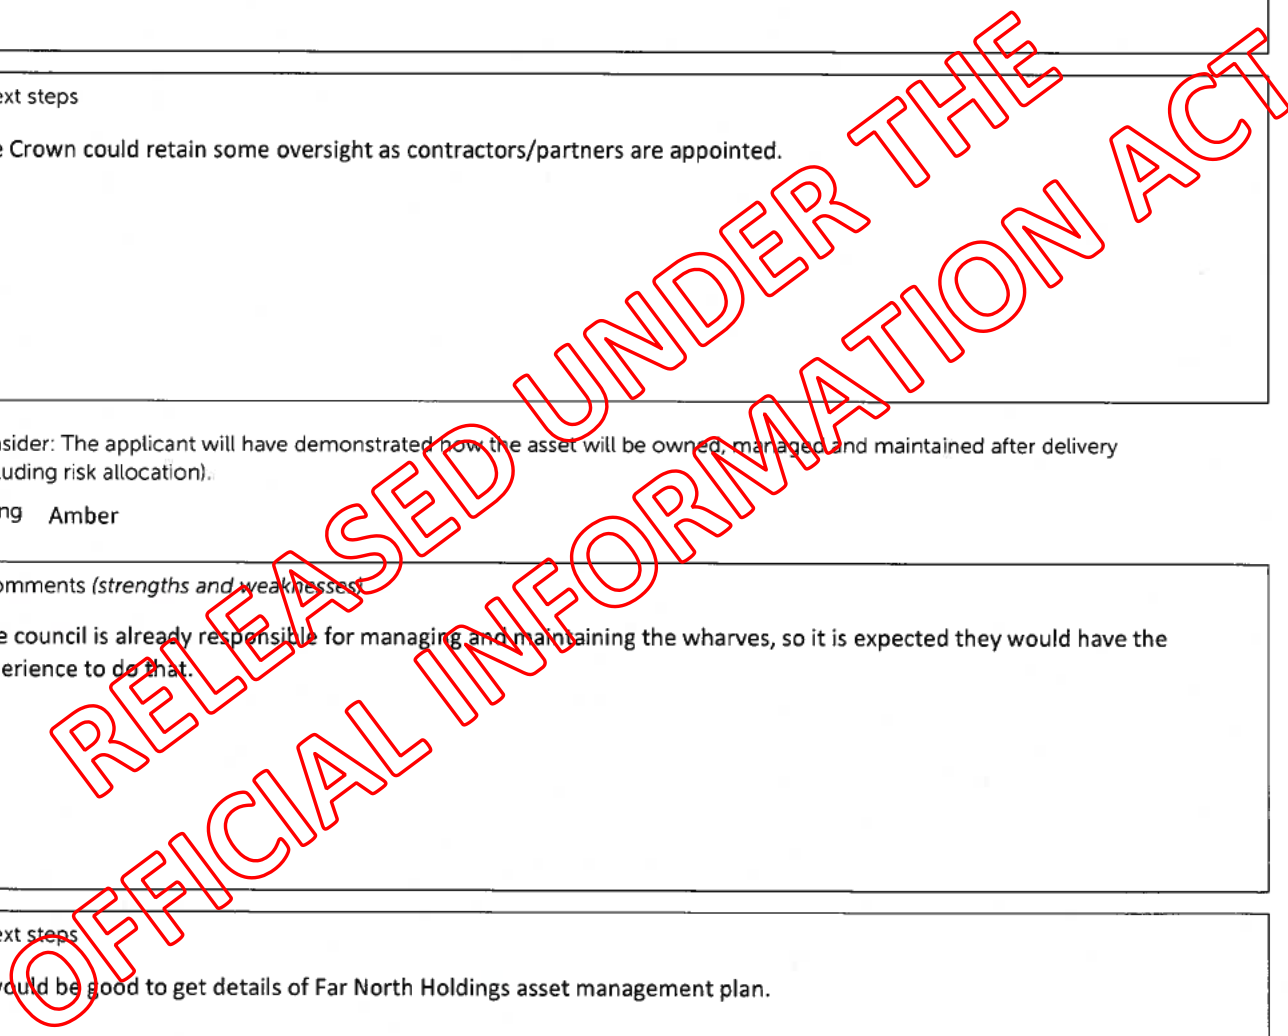 ext steps
e Crown could retain some oversight as contractors/partners are appointed.
nsider: The applicant will have demonstrated how the asset will be owned, managed and maintained after delivery
luding risk allocation).
ng Amber
omments (strengths and weaknesses)
e council is already responsible for managing and maintaining the wharves, so it is expected they would have the
erience to do that.
ext steps
would be good to get details of Far North Holdings asset management plan.
RELEASED UNDER THE
OFFICIAL INFORMATION ACT